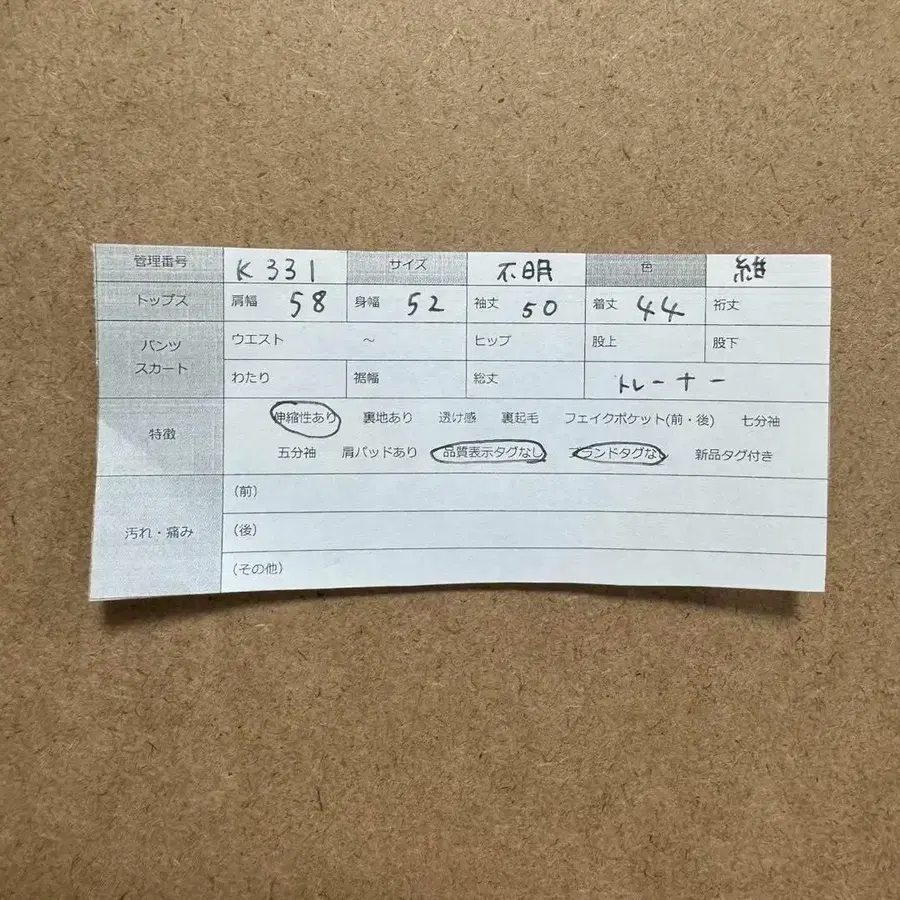 管理番号 K 331 サイズ 不明 色
トップス 肩幅 58 身幅 52 袖丈 50 着丈 44 裄丈
パンツ スカート
ウエスト ～ ヒップ 股上 股下
わたり 裾幅 総丈 トレーナー
特徴
伸縮性あり 裏地あり 透け感 裏起毛 フェイクポケット(前・後) 七分袖
五分袖 肩パッドあり 品質表示タグなし ブランドタグなし 新品タグ付き
汚れ・痛み
(前)
(後)
(その他)